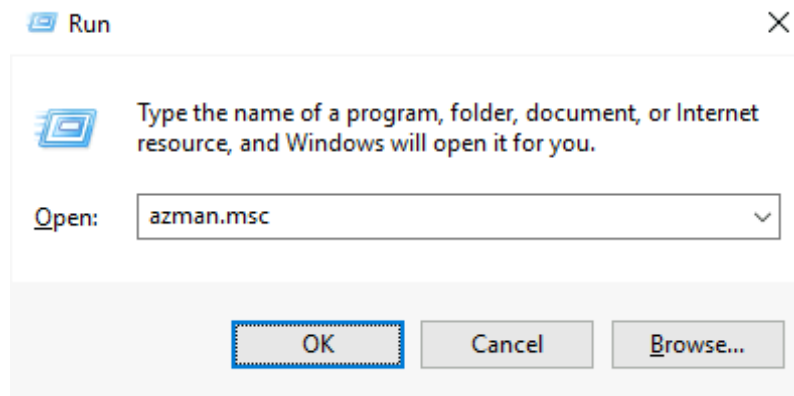 Run
Type the name of a program, folder, document, or Internet
resource, and Windows will open it for you.
Open: azman.msc
OK Cancel Browse...